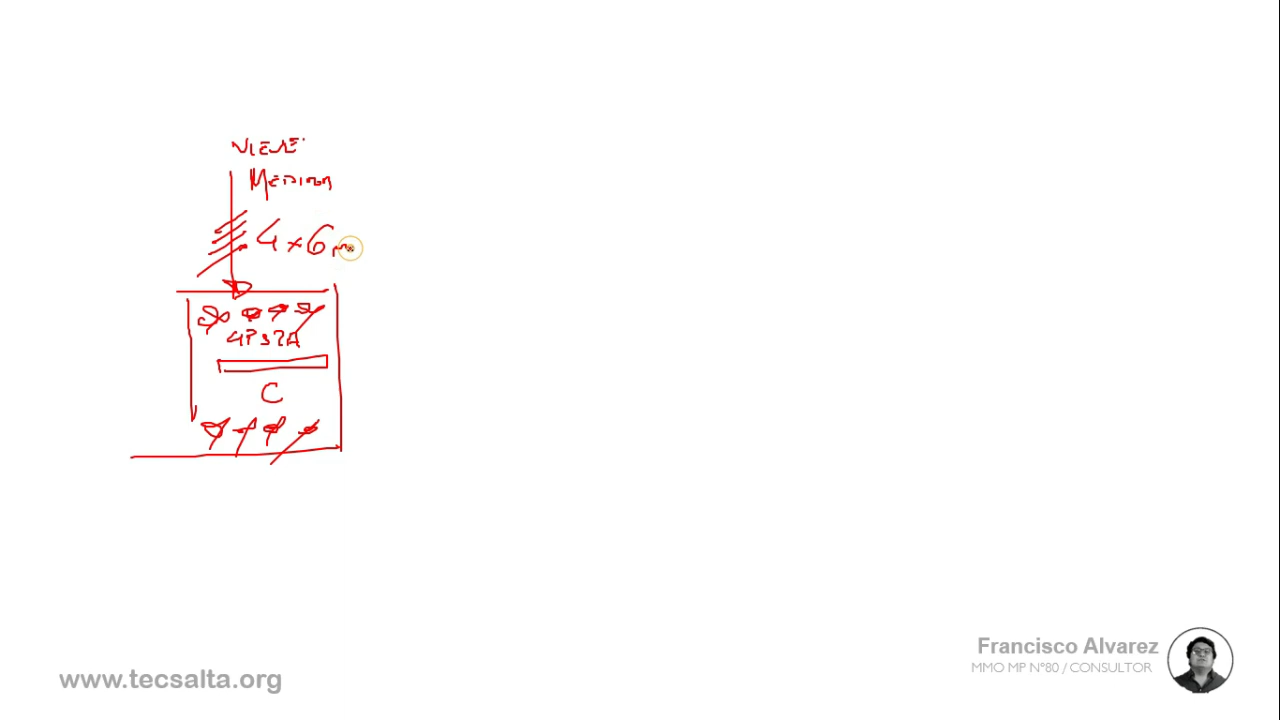 VIENE
MEDIDOR
4 x 6 m
4P32A
C
Francisco Alvarez
MMO MP N°80 / CONSULTOR
www.tecsalta.org